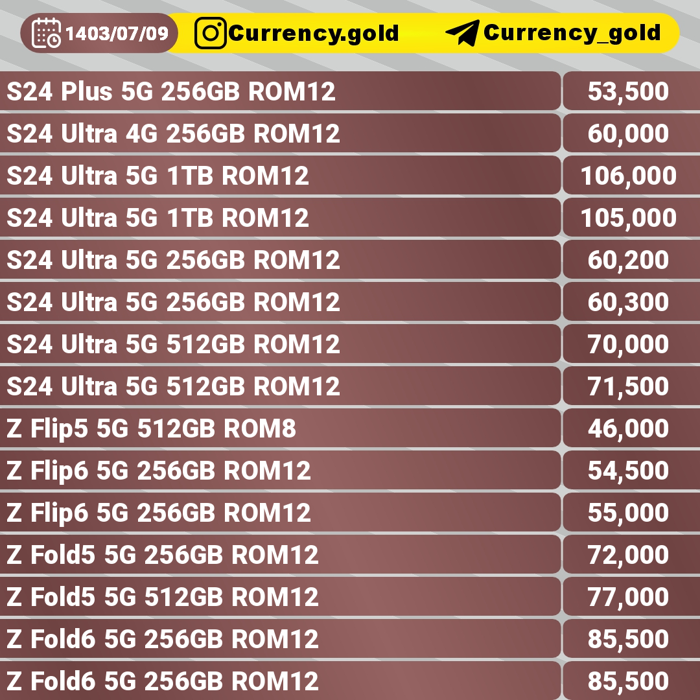 1403/07/09 Currency.gold Currency_gold
S24 Plus 5G 256GB ROM12 53,500
S24 Ultra 4G 256GB ROM12 60,000
S24 Ultra 5G 1TB ROM12 106,000
S24 Ultra 5G 1TB ROM12 105,000
S24 Ultra 5G 256GB ROM12 60,200
S24 Ultra 5G 256GB ROM12 60,300
S24 Ultra 5G 512GB ROM12 70,000
S24 Ultra 5G 512GB ROM12 71,500
Z Flip5 5G 512GB ROM8 46,000
Z Flip6 5G 256GB ROM12 54,500
Z Flip6 5G 256GB ROM12 55,000
Z Fold5 5G 256GB ROM12 72,000
Z Fold5 5G 512GB ROM12 77,000
Z Fold6 5G 256GB ROM12 85,500
Z Fold6 5G 256GB ROM12 85,500